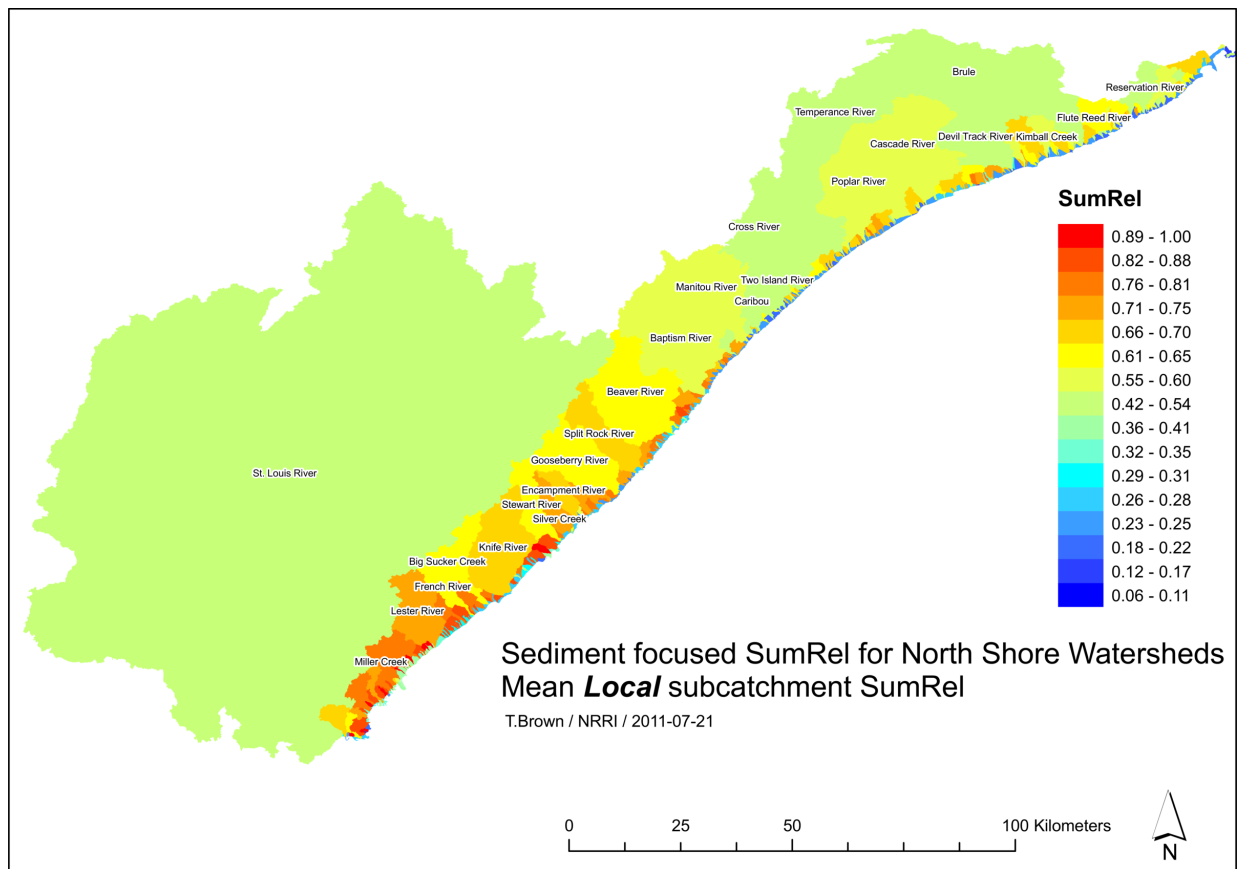 Brule
Reservation River
Temperance River
Flute Reed River
Devil Track River
Kimball Creek
Cascade River
Poplar River
SumRel
Cross River
0.89 - 1.00
0.82 - 0.88
0.76 - 0.81
0.71 - 0.75
0.66 - 0.70
0.61 - 0.65
0.55 - 0.60
0.42 - 0.54
0.36 - 0.41
0.32 - 0.35
0.29 - 0.31
0.26 - 0.28
0.23 - 0.25
0.18 - 0.22
0.12 - 0.17
0.06 - 0.11
Two Island River
Manitou River
Caribou
Baptism River
Beaver River
Split Rock River
Gooseberry River
St. Louis River
Encampment River
Stewart River
Silver Creek
Knife River
Big Sucker Creek
French River
Lester River
Miller Creek
Sediment focused SumRel for North Shore Watersheds
Mean Local subcatchment SumRel
T.Brown / NRRI / 2011-07-21
0 25 50 100 Kilometers
N